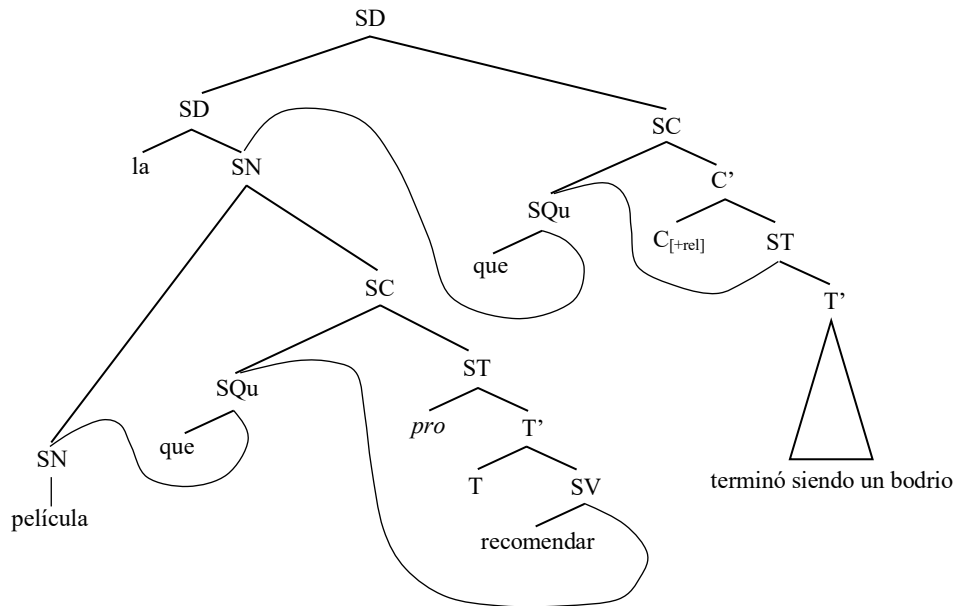 SD
SD
SC
la
SN
C’
SQu
C[+rel]
ST
que
SC
T’
ST
SQu
pro
T’
que
SN
T
SV
terminó siendo un bodrio
película
recomendar